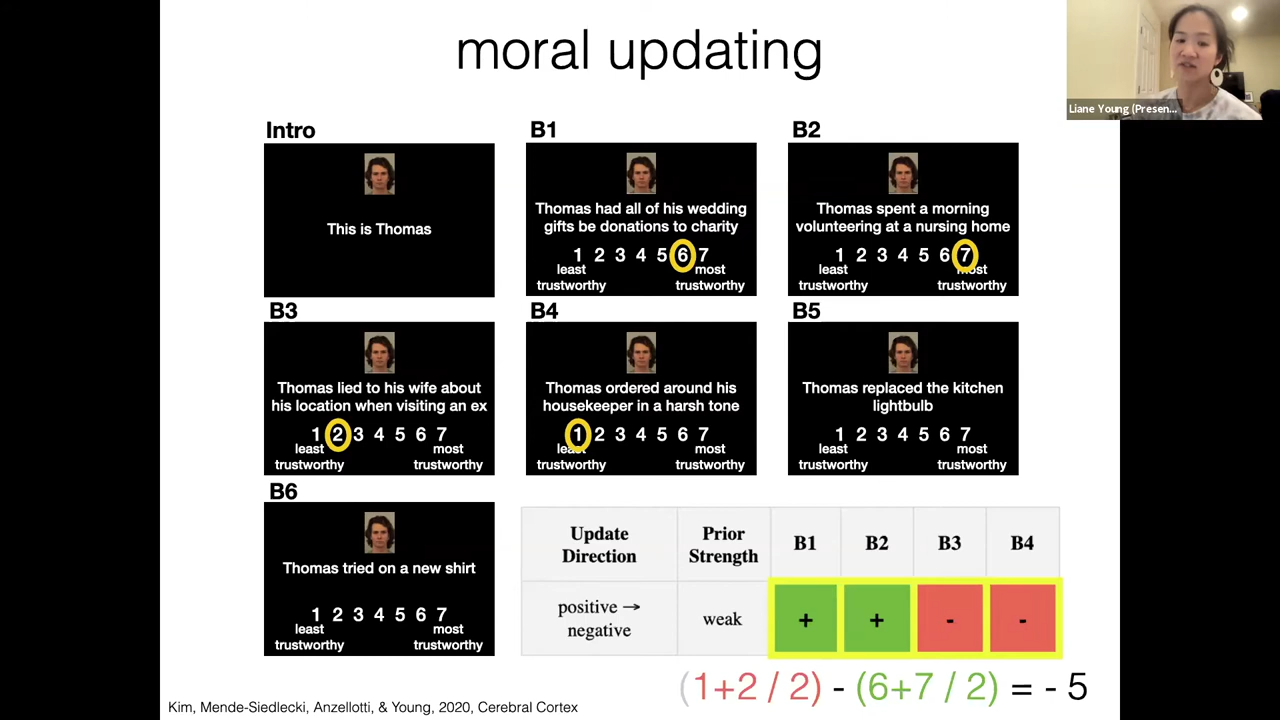 moral updating
Liane Young (Presen...
Intro
This is Thomas
B1
Thomas had all of his wedding
gifts be donations to charity
1 2 3 4 5 6 7
least most
trustworthy trustworthy
B2
Thomas spent a morning
volunteering at a nursing home
1 2 3 4 5 6 7
least most
trustworthy trustworthy
B3
Thomas lied to his wife about
his location when visiting an ex
1 2 3 4 5 6 7
least most
trustworthy trustworthy
B4
Thomas ordered around his
housekeeper in a harsh tone
1 2 3 4 5 6 7
least most
trustworthy trustworthy
B5
Thomas replaced the kitchen
lightbulb
1 2 3 4 5 6 7
least most
trustworthy trustworthy
B6
Thomas tried on a new shirt
1 2 3 4 5 6 7
least most
trustworthy trustworthy
Update Prior B1 B2 B3 B4
Direction Strength
positive → weak + + - -
negative
(1+2 / 2) - (6+7 / 2) = - 5
Kim, Mende-Siedlecki, Anzellotti, & Young, 2020, Cerebral Cortex